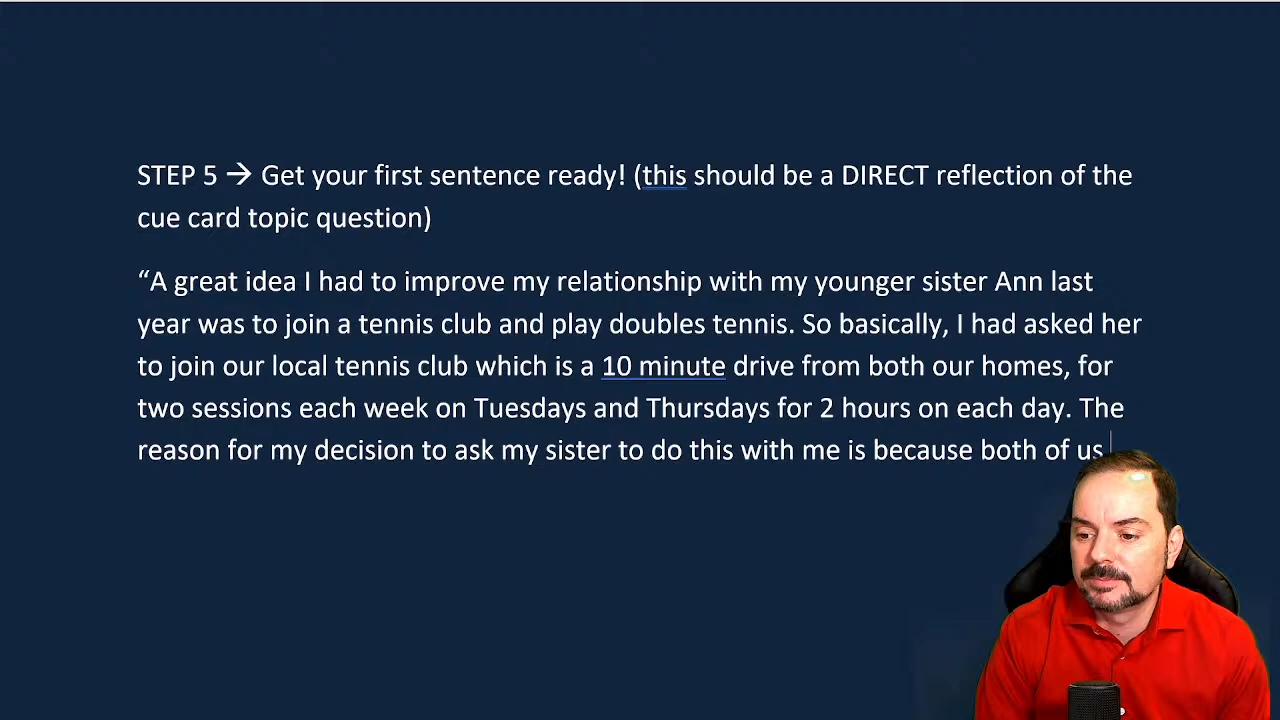 STEP 5 → Get your first sentence ready! (this should be a DIRECT reflection of the
cue card topic question)
“A great idea I had to improve my relationship with my younger sister Ann last
year was to join a tennis club and play doubles tennis. So basically, I had asked her
to join our local tennis club which is a 10 minute drive from both our homes, for
two sessions each week on Tuesdays and Thursdays for 2 hours on each day. The
reason for my decision to ask my sister to do this with me is because both of us